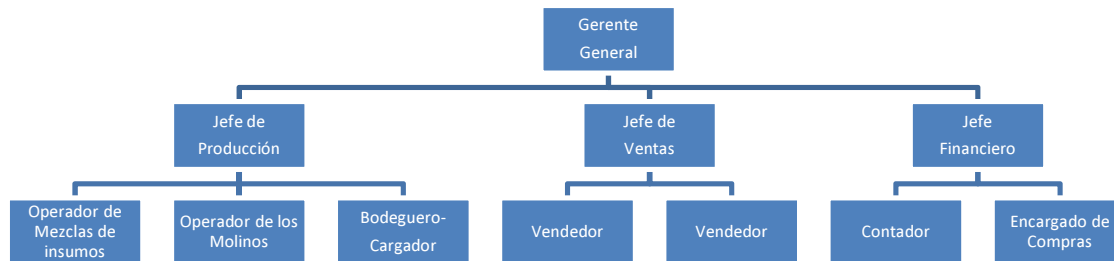 Gerente
General
Jefe de
Producción
Jefe de
Ventas
Jefe
Financiero
Operador de
Mezclas de
insumos
Operador de los
Molinos
Bodeguero-
Cargador
Vendedor
Vendedor
Contador
Encargado de
Compras